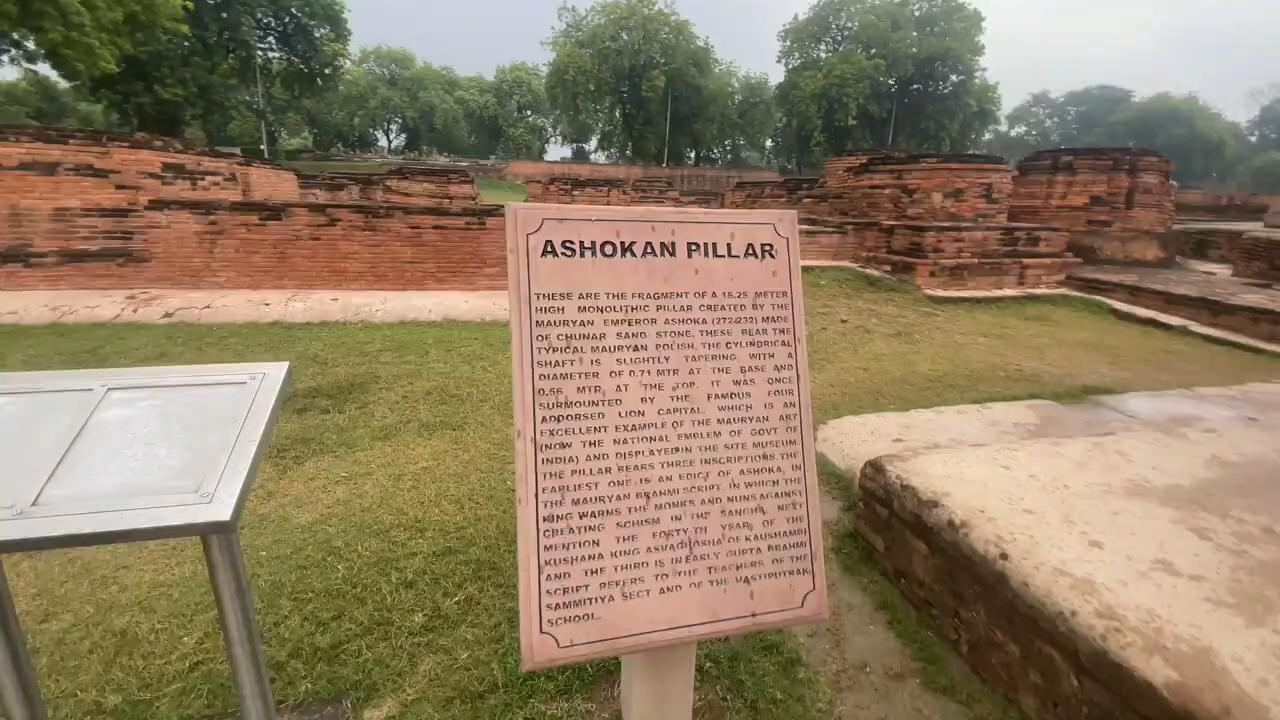 ASHOKAN PILLAR
THESE ARE THE FRAGMENT OF A 15.25 METER
HIGH MONOLITHIC PILLAR CREATED BY THE
MAURYAN EMPEROR ASHOKA (272-232) MADE
OF CHUNAR SAND STONE. THESE BEAR THE
TYPICAL MAURYAN POLISH. THE CYLINDRICAL
SHAFT IS SLIGHTLY TAPERING WITH A
DIAMETER OF 0.71 MTR AT THE BASE AND
0.56 MTR AT THE TOP. IT WAS ONCE
SURMOUNTED BY THE FAMOUS FOUR
ADDORSED LION CAPITAL, WHICH IS AN
EXCELLENT EXAMPLE OF THE MAURYAN ART
(NOW THE NATIONAL EMBLEM OF GOVT OF
INDIA) AND DISPLAYED IN THE SITE MUSEUM.
THE PILLAR BEARS THREE INSCRIPTIONS. THE
EARLIEST ONE, IS AN EDICT OF ASHOKA, IN
THE MAURYAN BRAHMI SCRIPT, IN WHICH THE
KING WARNS THE MONKS AND NUNS AGAINST
CREATING SCHISM IN THE SANGHA. NEXT
MENTION THE FORTYTH YEAR OF THE
KUSHANA KING ASVAGHOSHA OF KAUSHAMBI
AND THE THIRD IS IN EARLY GUPTA BRAHMI
SCRIPT REFERS TO THE TEACHERS OF THE
SAMMITIYA SECT AND OF THE VASTIPUTRAK
SCHOOL.